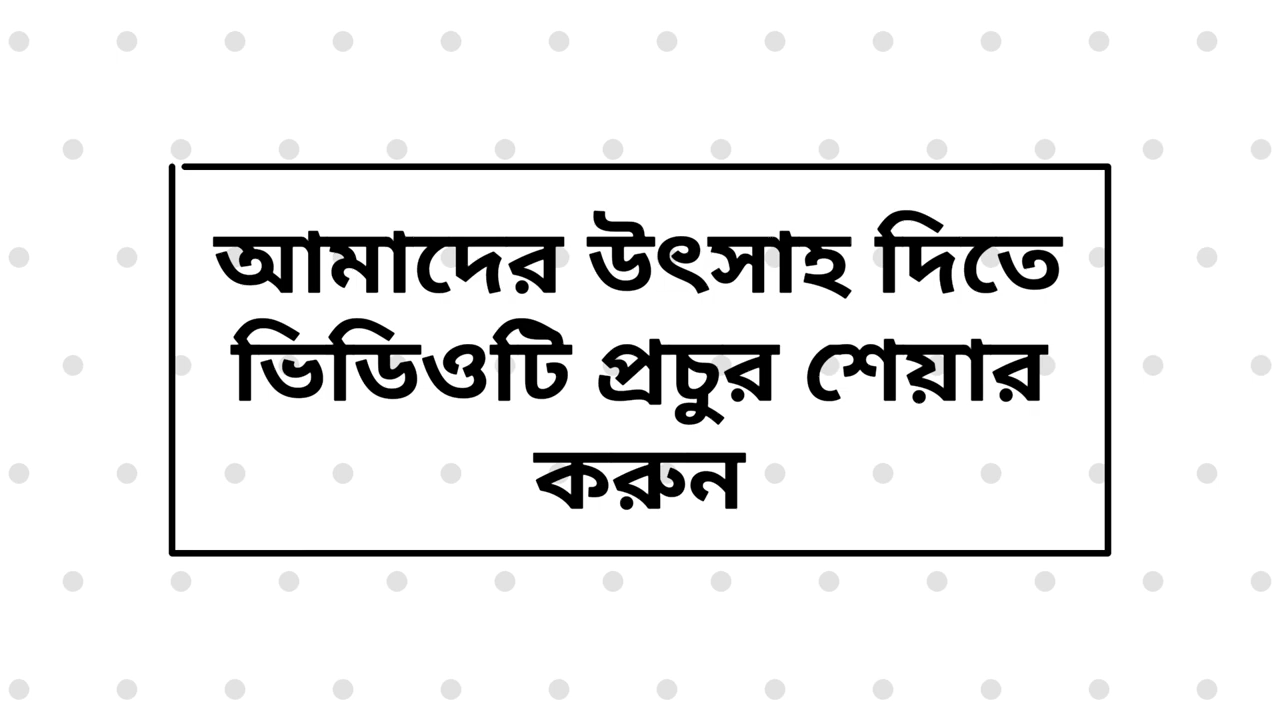 আমাদের উৎসাহ দিতে
ভিডিওটি প্রচুর শেয়ার
করুন